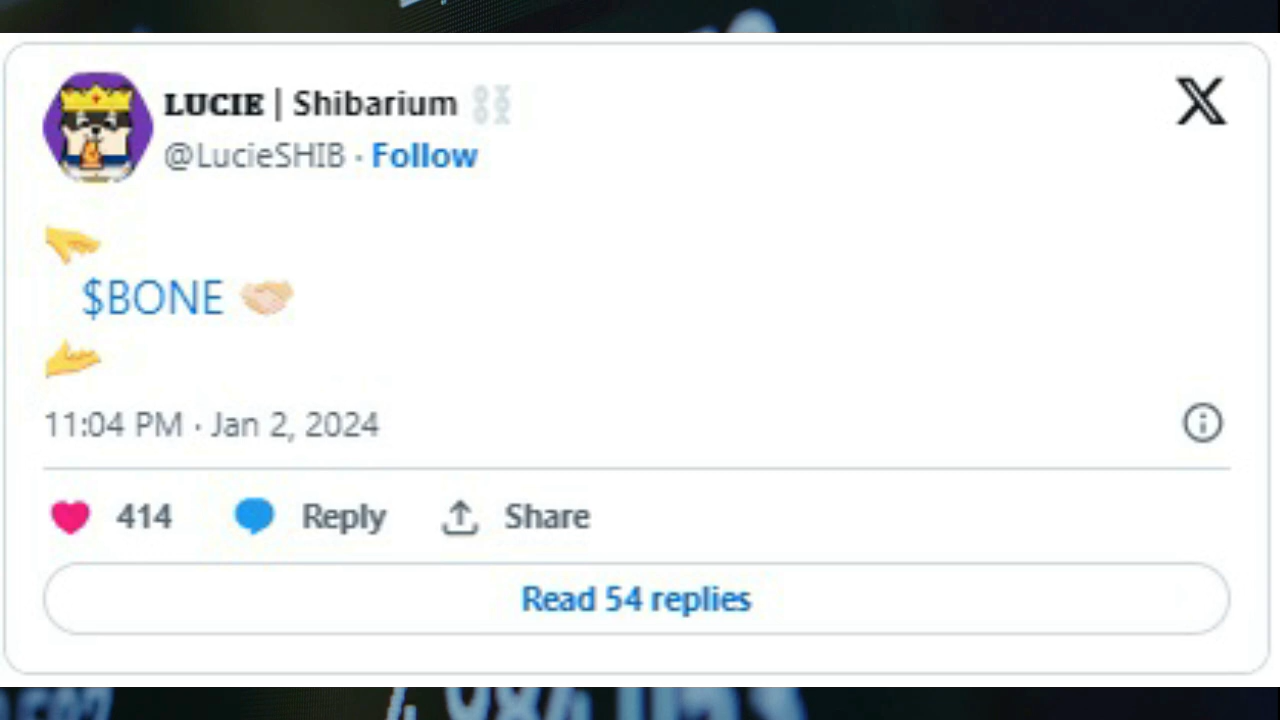 LUCIE | Shibarium
@LucieSHIB · Follow
$BONE
11:04 PM · Jan 2, 2024
414 Reply Share
Read 54 replies